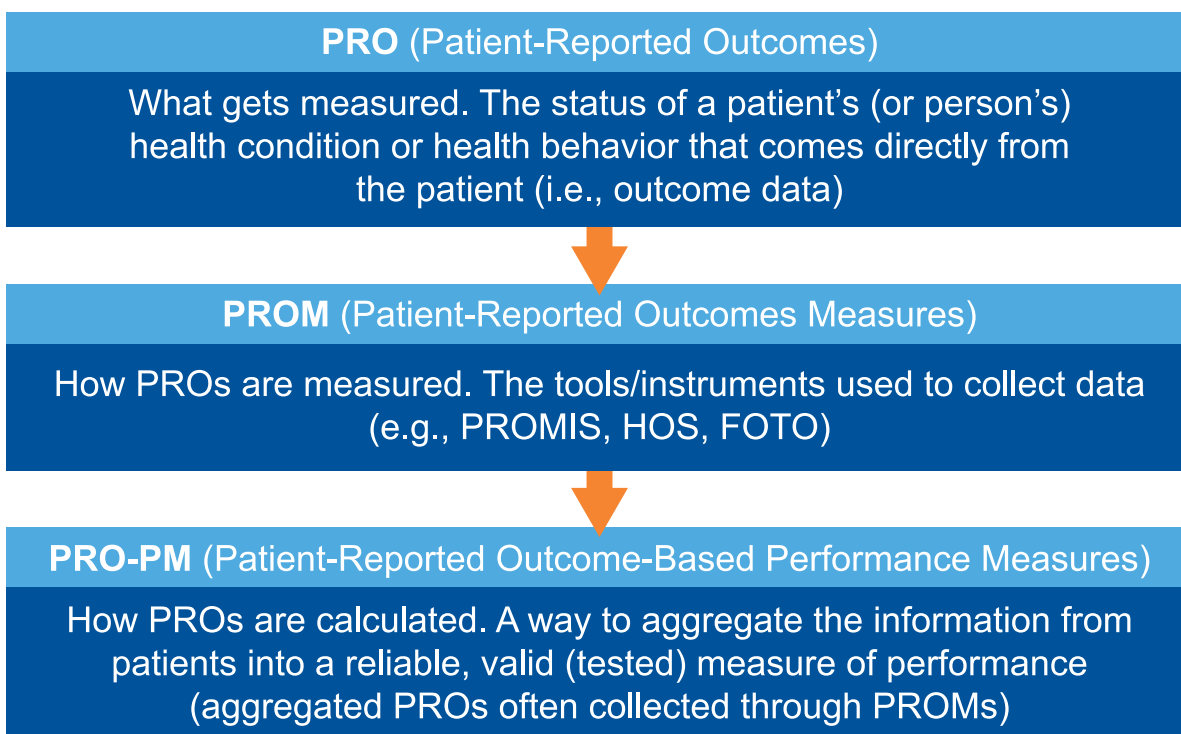 PRO (Patient-Reported Outcomes)
What gets measured. The status of a patient’s (or person’s)
health condition or health behavior that comes directly from
the patient (i.e., outcome data)
PROM (Patient-Reported Outcomes Measures)
How PROs are measured. The tools/instruments used to collect data
(e.g., PROMIS, HOS, FOTO)
PRO-PM (Patient-Reported Outcome-Based Performance Measures)
How PROs are calculated. A way to aggregate the information from
patients into a reliable, valid (tested) measure of performance
(aggregated PROs often collected through PROMs)